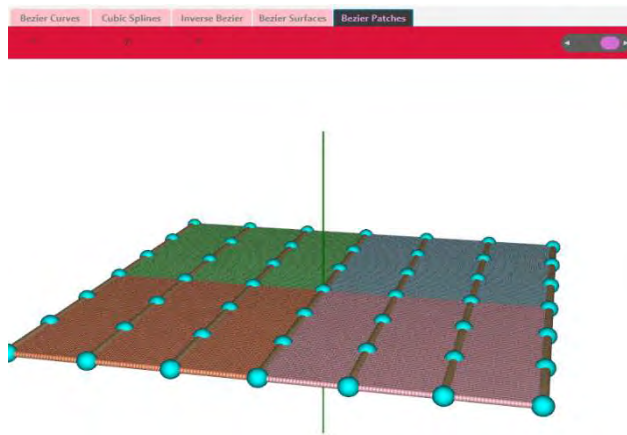 Bezier Curves
Cubic Splines
Inverse Bezier
Bezier Surfaces
Bezier Patches